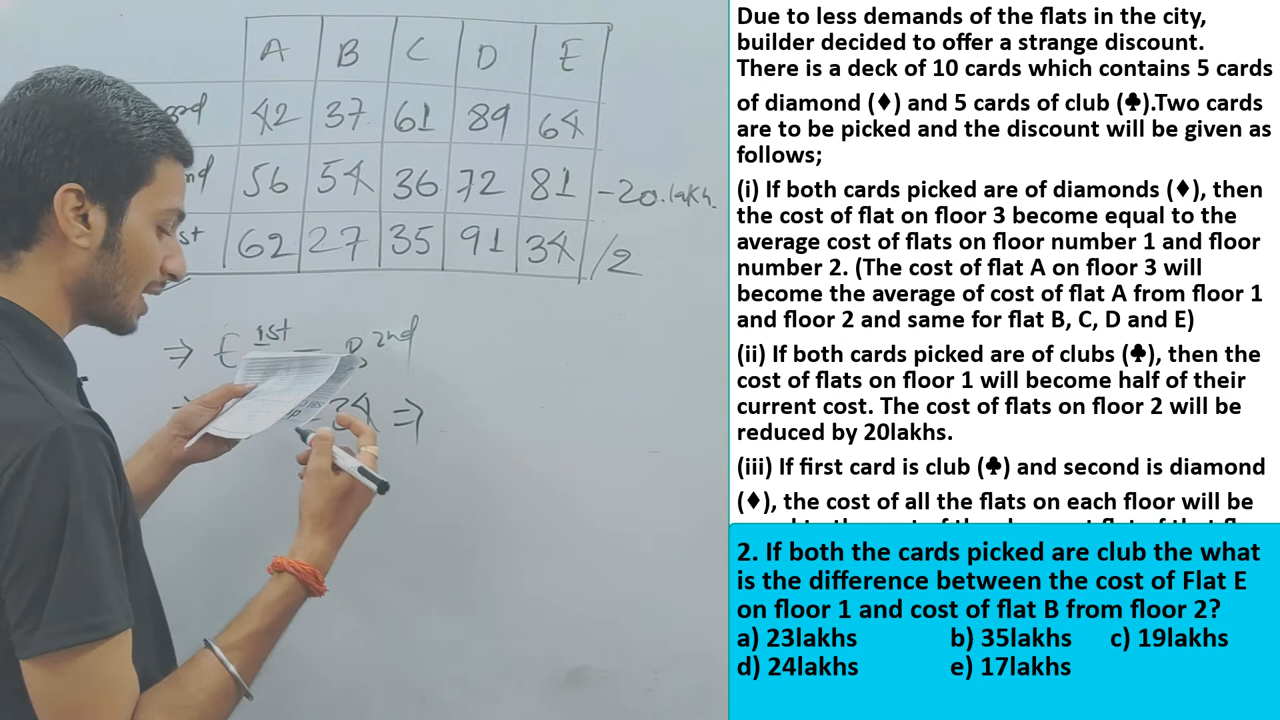 A B C D E
42 37 61 89 64
56 54 36 72 81 -20.lakh.
st 62 27 35 91 34 /2
⇒ E 1st - B 2nd
34 ⇒
Due to less demands of the flats in the city,
builder decided to offer a strange discount.
There is a deck of 10 cards which contains 5 cards
of diamond (♦) and 5 cards of club (♣).Two cards
are to be picked and the discount will be given as
follows;
(i) If both cards picked are of diamonds (♦), then
the cost of flat on floor 3 become equal to the
average cost of flats on floor number 1 and floor
number 2. (The cost of flat A on floor 3 will
become the average of cost of flat A from floor 1
and floor 2 and same for flat B, C, D and E)
(ii) If both cards picked are of clubs (♣), then the
cost of flats on floor 1 will become half of their
current cost. The cost of flats on floor 2 will be
reduced by 20lakhs.
(iii) If first card is club (♣) and second is diamond
(♦), the cost of all the flats on each floor will be
2. If both the cards picked are club the what
is the difference between the cost of Flat E
on floor 1 and cost of flat B from floor 2?
a) 23lakhs b) 35lakhs c) 19lakhs
d) 24lakhs e) 17lakhs